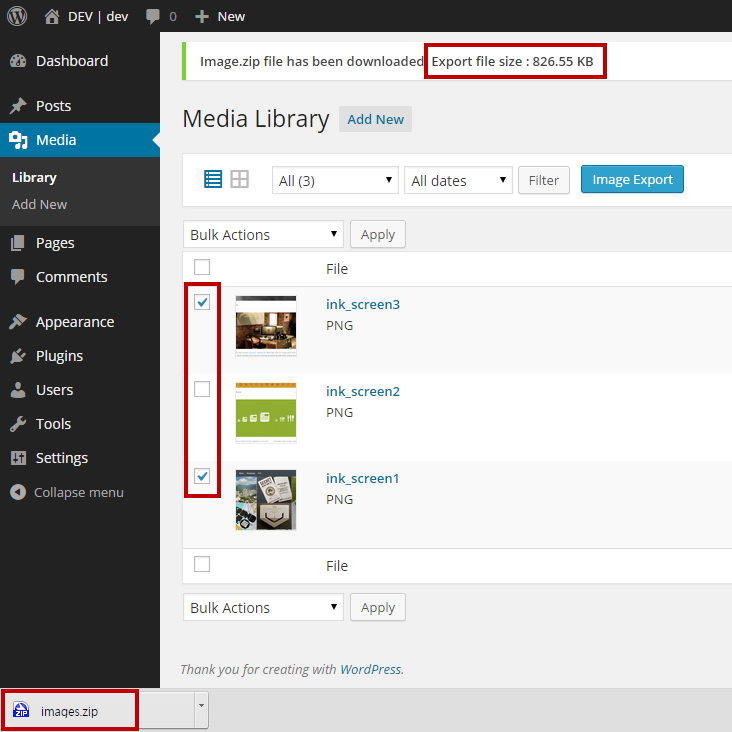 DEV | dev 0 New
Image.zip file has been downloaded Export file size : 826.55 KB
Dashboard
Posts
Media
Library
Add New
Pages
Comments
Appearance
Plugins
Users
Tools
Settings
Collapse menu
Media Library Add New
All (3) All dates Filter Image Export
Bulk Actions Apply
File
ink_screen3
PNG
ink_screen2
PNG
ink_screen1
PNG
File
Bulk Actions Apply
Thank you for creating with WordPress.
ZIP images.zip